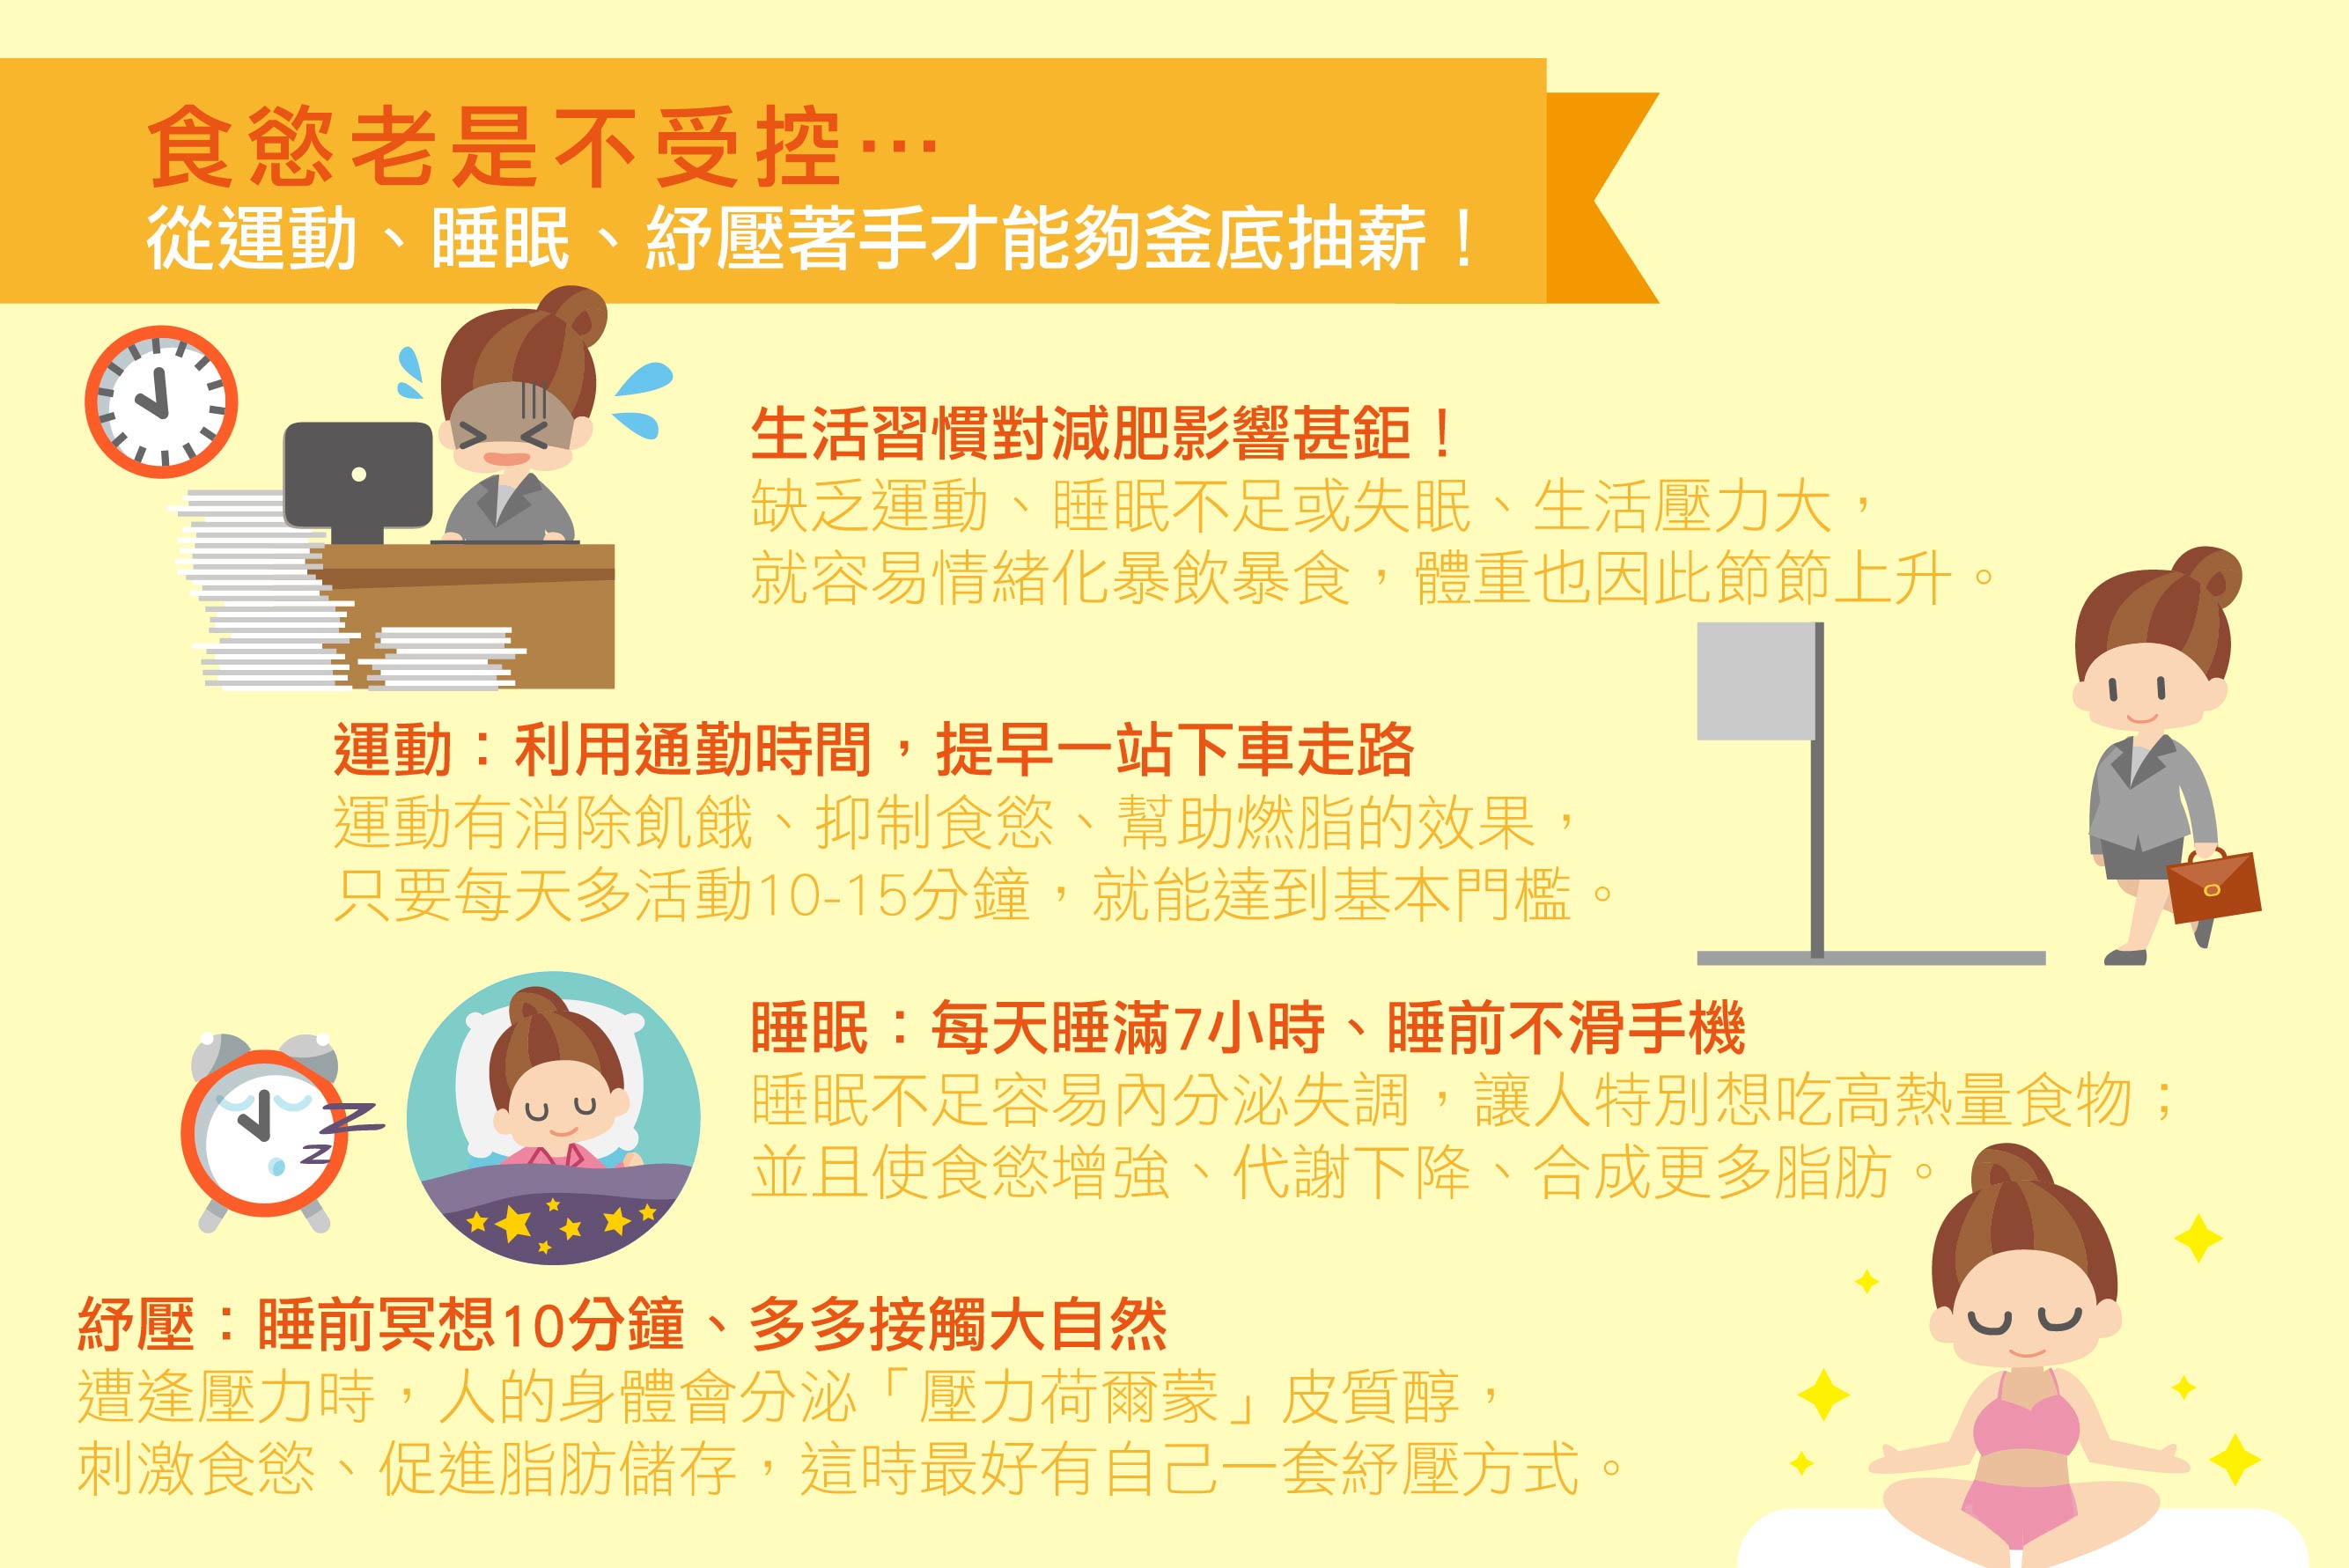 食慾老是不受控…
從運動、睡眠、紓壓著手才能夠釜底抽薪！
生活習慣對減肥影響甚鉅！
缺乏運動、睡眠不足或失眠、生活壓力大，
就容易情緒化暴飲暴食，體重也因此節節上升。
運動：利用通勤時間，提早一站下車走路
運動有消除飢餓、抑制食慾、幫助燃脂的效果，
只要每天多活動10-15分鐘，就能達到基本門檻。
睡眠：每天睡滿7小時、睡前不滑手機
睡眠不足容易內分泌失調，讓人特別想吃高熱量食物；
並且使食慾增強、代謝下降、合成更多脂肪。
紓壓：睡前冥想10分鐘、多多接觸大自然
遭逢壓力時，人的身體會分泌「壓力荷爾蒙」皮質醇，
刺激食慾、促進脂肪儲存，這時最好有自己一套紓壓方式。